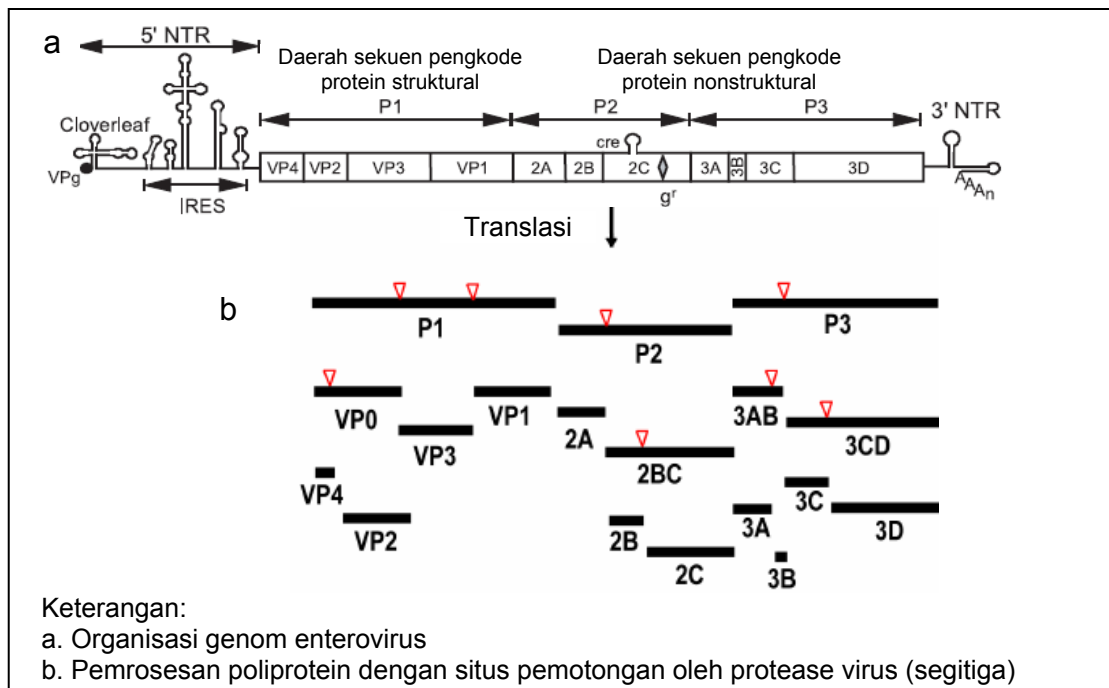 a
5' NTR
Daerah sekuen pengkode
protein struktural
Daerah sekuen pengkode
protein nonstruktural
P1
P2
P3
3' NTR
Cloverleaf
cre
VPg
VP4 VP2 VP3 VP1 2A 2B 2C 3A 3B 3C 3D
IRES
gʳ
AAAn
Translasi
b
P1
P2
P3
VP0
VP3
VP1
2A
2BC
3AB
3CD
VP4
VP2
2B
2C
3A
3B
3C
3D
Keterangan:
a. Organisasi genom enterovirus
b. Pemrosesan poliprotein dengan situs pemotongan oleh protease virus (segitiga)